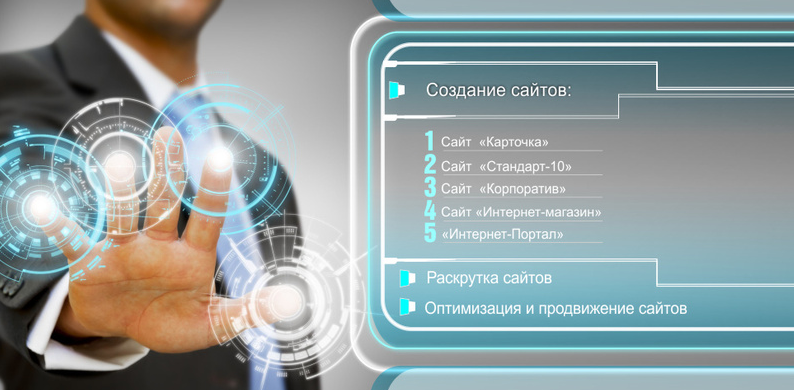 Создание сайтов:
1 Сайт «Карточка»
2 Сайт «Стандарт-10»
3 Сайт «Корпоратив»
4 Сайт «Интернет-магазин»
5 «Интернет-Портал»
Раскрутка сайтов
Оптимизация и продвижение сайтов